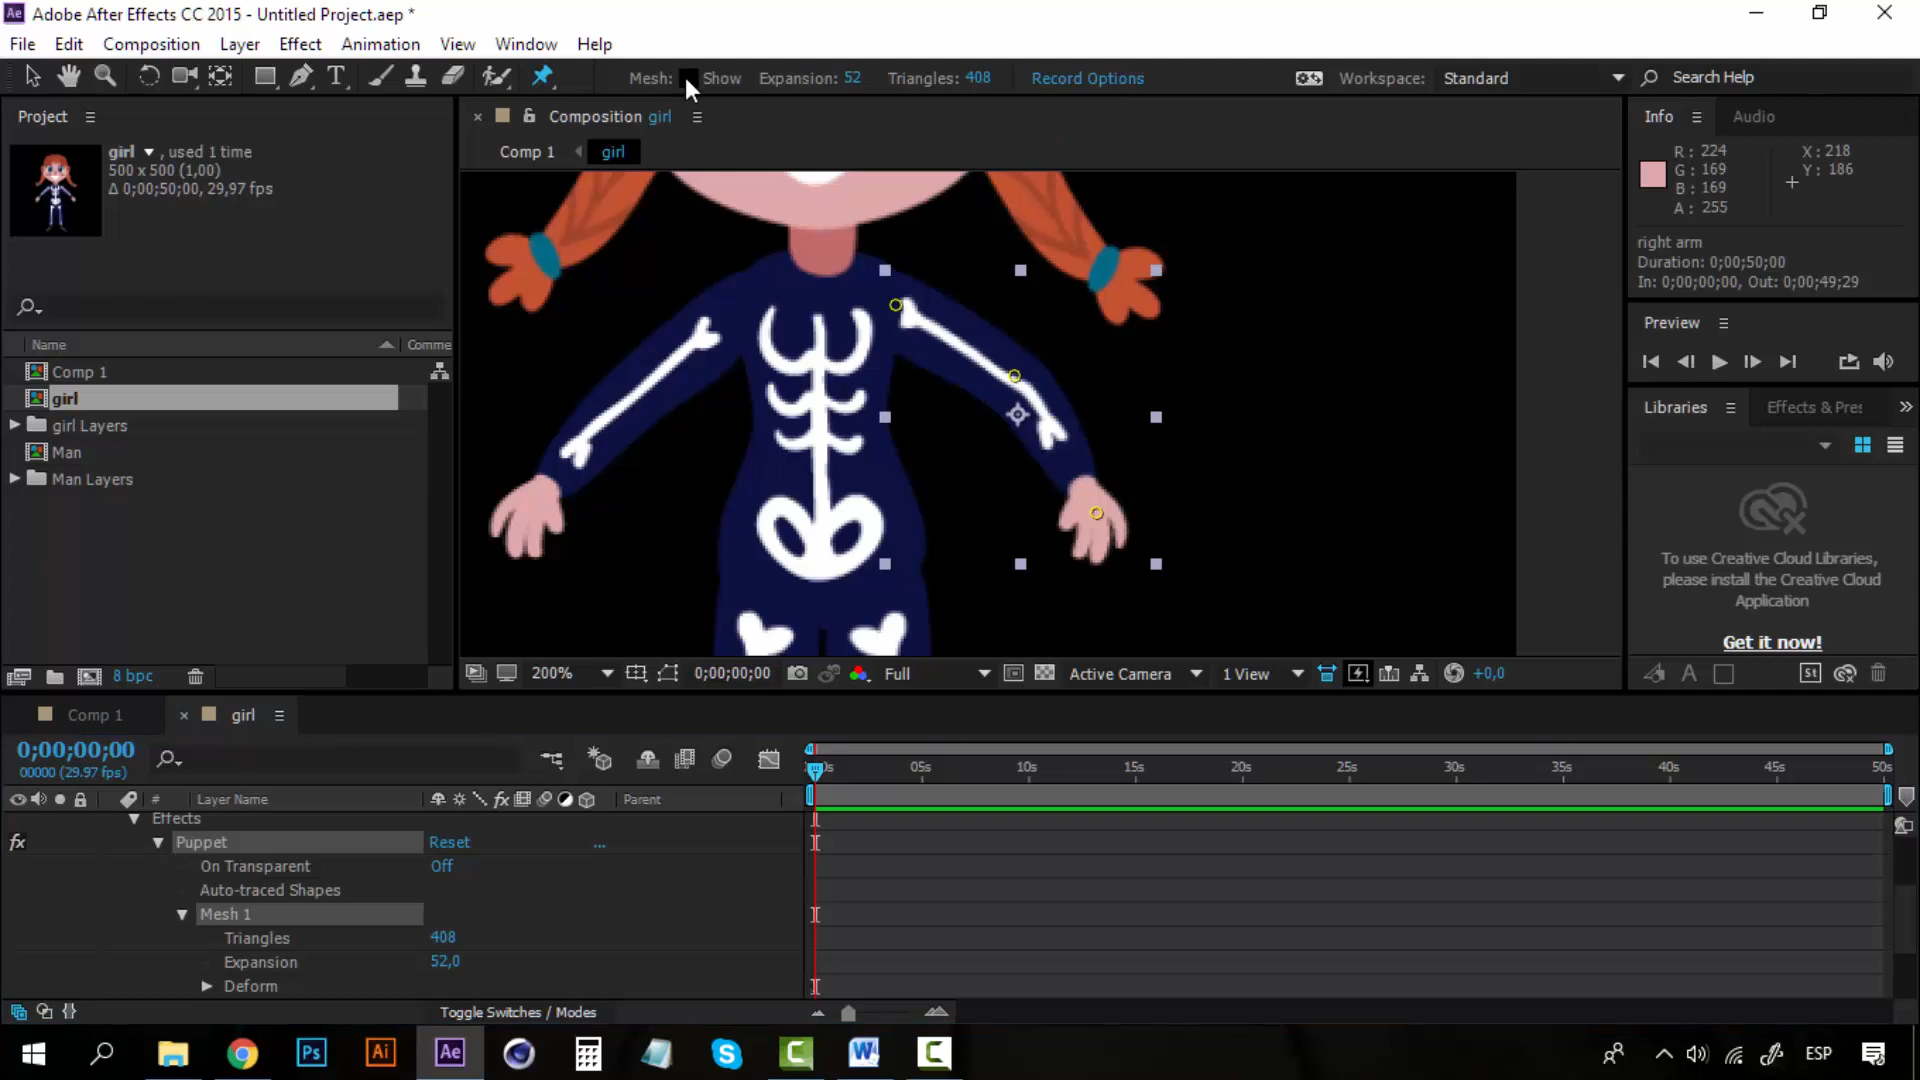 Ae Adobe After Effects CC 2015 - Untitled Project.aep *
File Edit Composition Layer Effect Animation View Window Help
Mesh: Show Expansion: 52 Triangles: 408 Record Options Workspace: Standard Search Help
Project
girl , used 1 time
500 x 500 (1,00)
Δ 0;00;50;00, 29,97 fps
Name Comme
Comp 1
girl
girl Layers
Man
Man Layers
8 bpc
Composition girl
Comp 1 girl
200% 0;00;00;00 Full Active Camera 1 View +0,0
Info Audio
R: 224 X: 218
G: 169 Y: 186
B: 169
A: 255
right arm
Duration: 0;00;50;00
In: 0;00;00;00, Out: 0;00;49;29
Preview
Libraries Effects & Pres
To use Creative Cloud Libraries,
please install the Creative Cloud
Application
Get it now!
St
Comp 1 girl
0;00;00;00
00000 (29.97 fps)
0s 05s 10s 15s 20s 25s 30s 35s 40s 45s 50s
# Layer Name fx Parent
Effects
fx Puppet Reset ...
On Transparent Off
Auto-traced Shapes
Mesh 1
Triangles 408
Expansion 52,0
Deform
Toggle Switches / Modes
Ps Ai Ae S C W C ESP